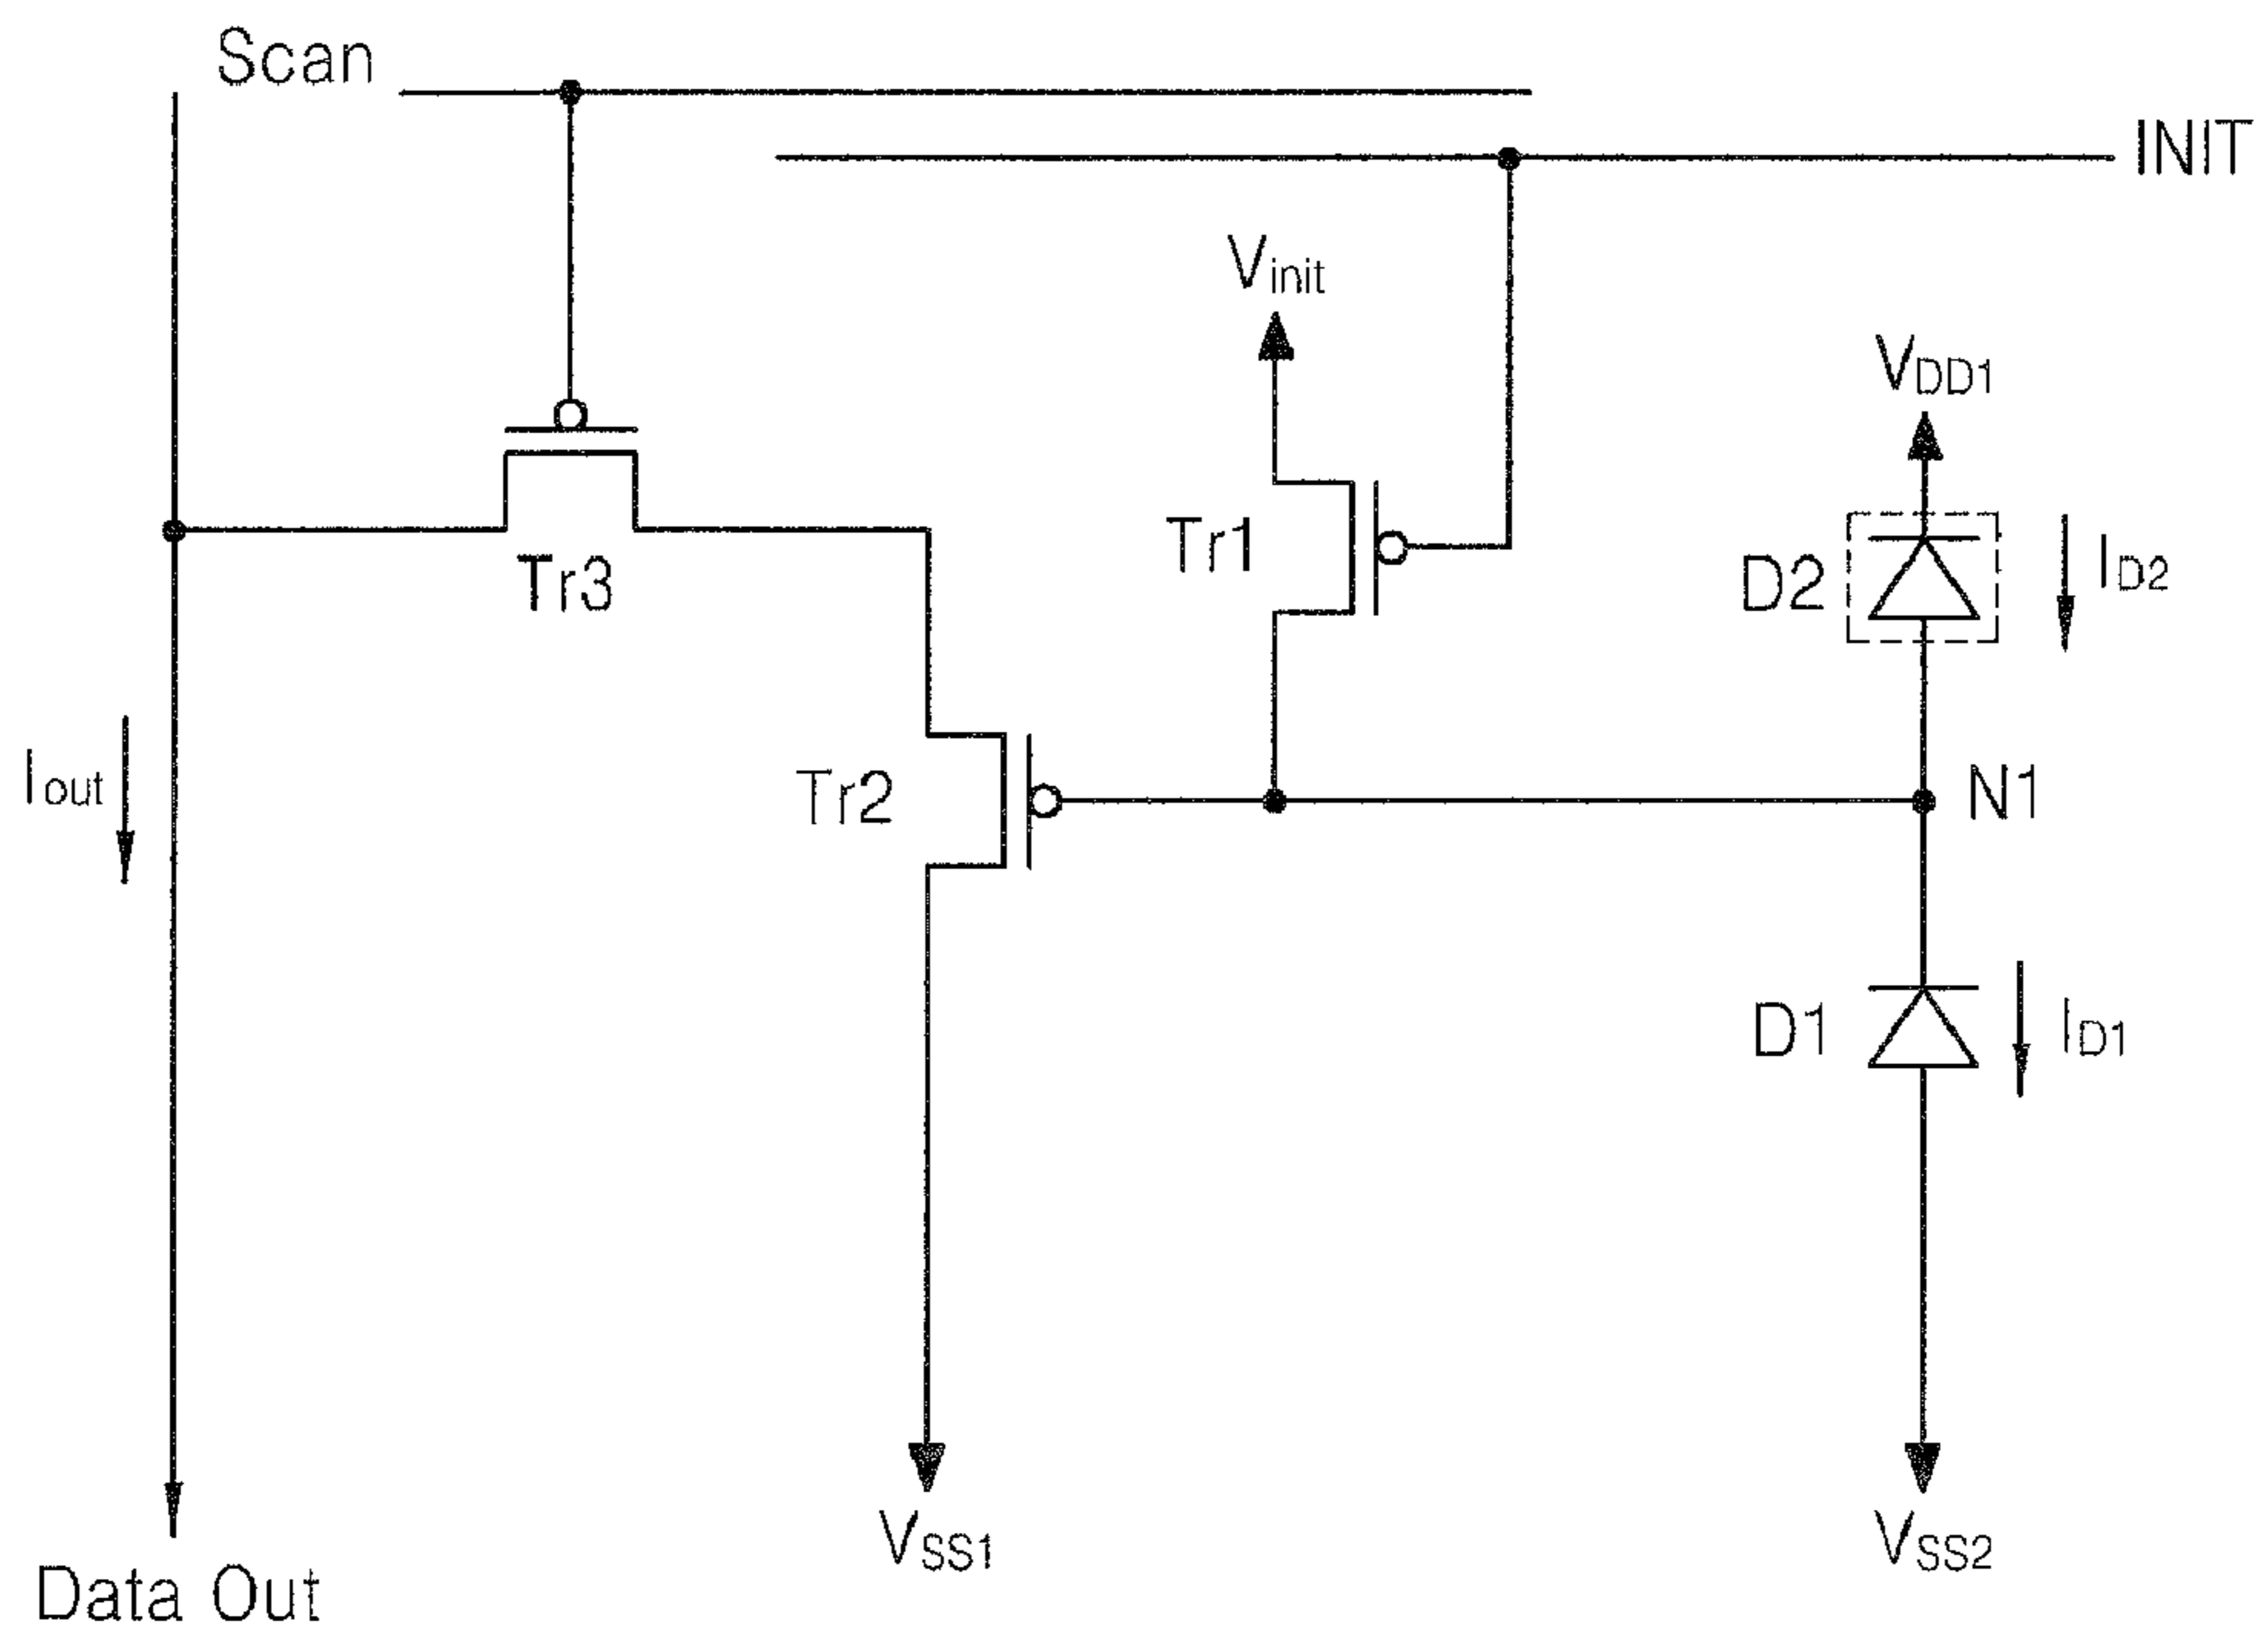 Scan
INIT
Vinit
VDD1
Tr1
D2
ID2
Tr3
Iout
Tr2
N1
D1
ID1
VSS1
VSS2
Data Out